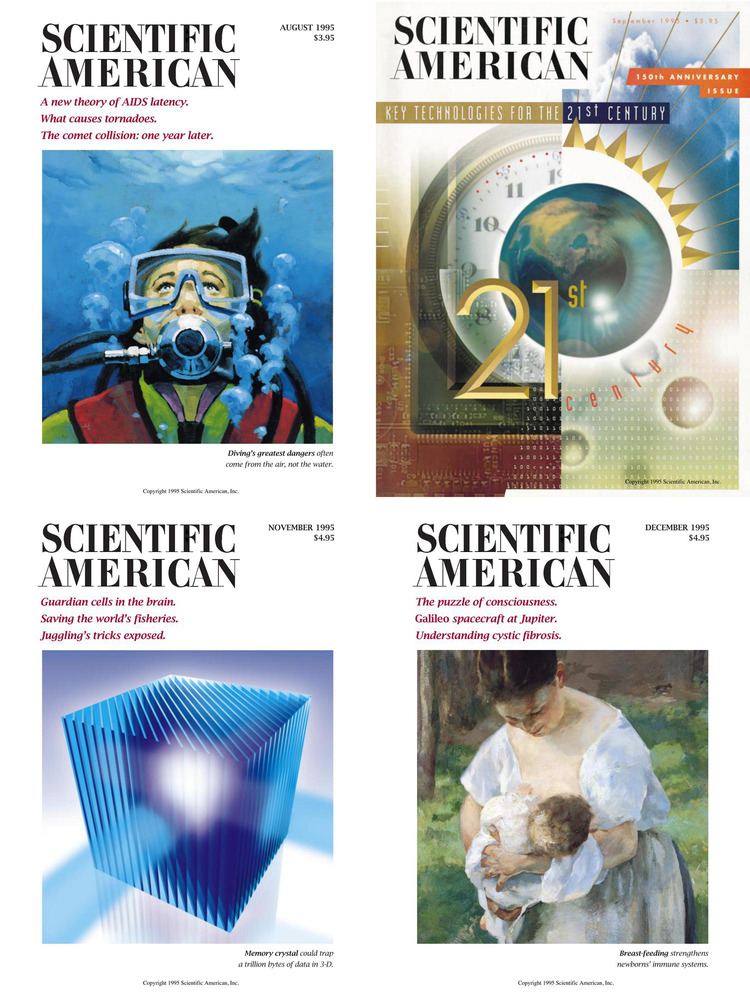 SCIENTIFIC
AMERICAN
AUGUST 1995
$3.95
A new theory of AIDS latency.
What causes tornadoes.
The comet collision: one year later.
Diving's greatest dangers often
come from the air, not the water.
Copyright 1995 Scientific American, Inc.
SCIENTIFIC
AMERICAN
September 1995 • $5.95
150th ANNIVERSARY
ISSUE
KEY TECHNOLOGIES FOR THE 21st CENTURY
11
10
9
8
21st
century
Copyright 1995 Scientific American, Inc.
SCIENTIFIC
AMERICAN
NOVEMBER 1995
$4.95
Guardian cells in the brain.
Saving the world's fisheries.
Juggling's tricks exposed.
Memory crystal could trap
a trillion bytes of data in 3-D.
Copyright 1995 Scientific American, Inc.
SCIENTIFIC
AMERICAN
DECEMBER 1995
$4.95
The puzzle of consciousness.
Galileo spacecraft at Jupiter.
Understanding cystic fibrosis.
Breast-feeding strengthens
newborns' immune systems.
Copyright 1995 Scientific American, Inc.